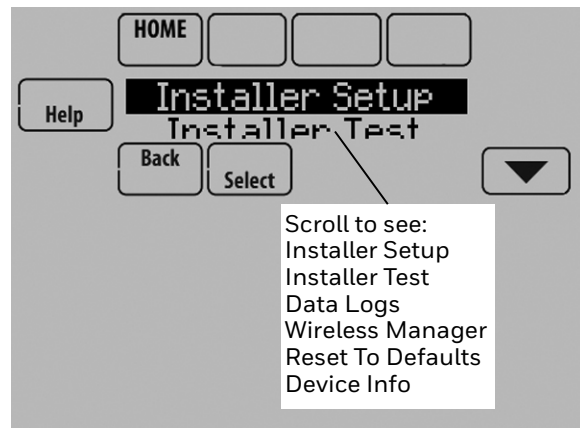 HOME
Help
Installer Setup
Installer Test
Back
Select
Scroll to see:
Installer Setup
Installer Test
Data Logs
Wireless Manager
Reset To Defaults
Device Info